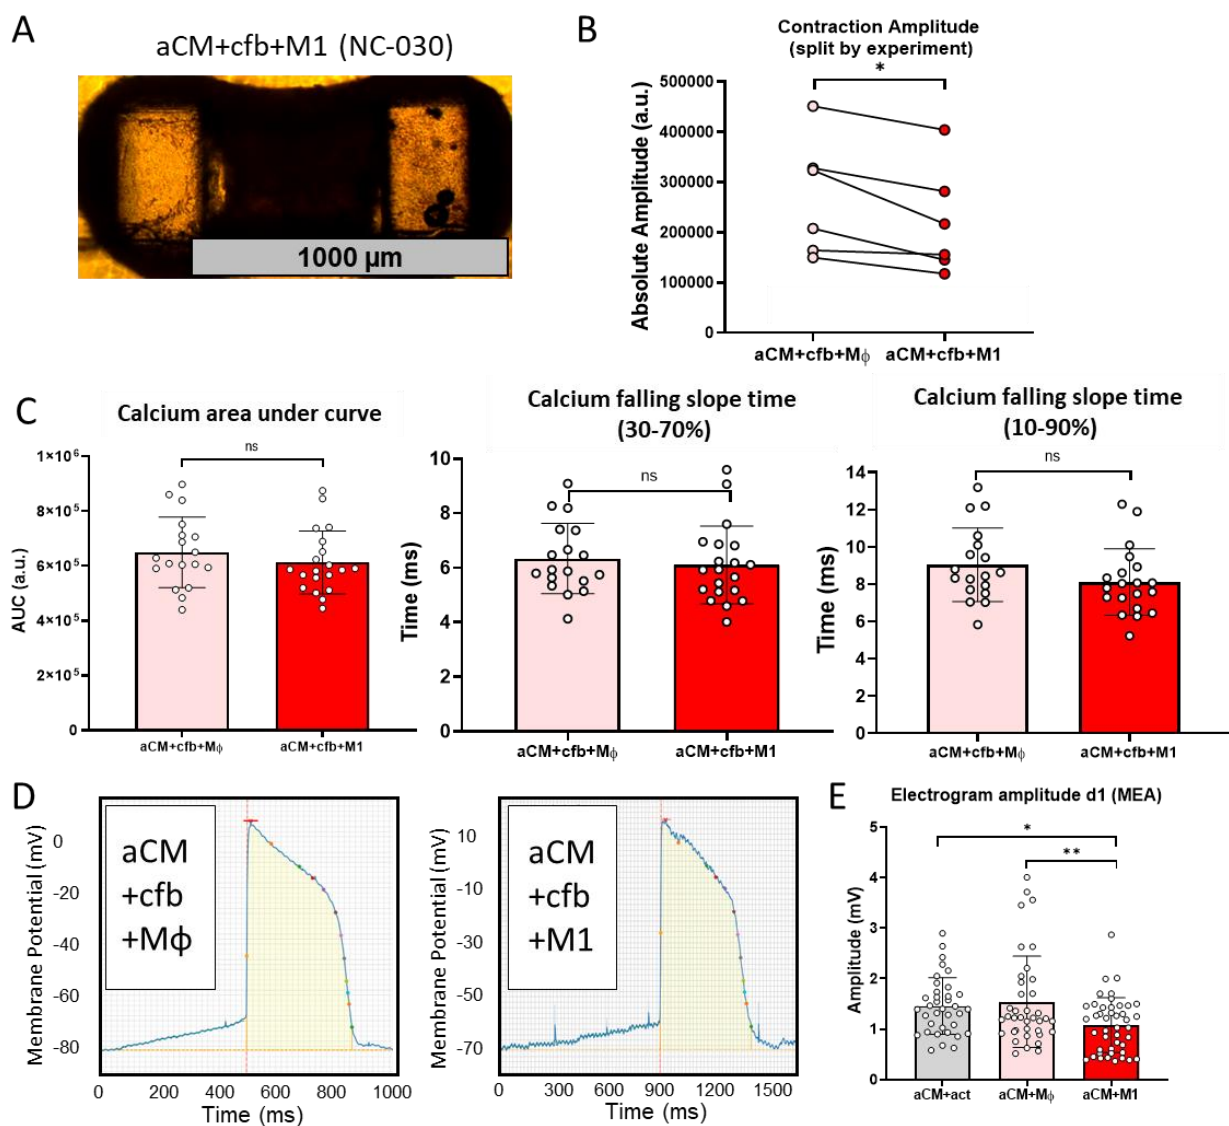 A
aCM+cfb+M1 (NC-030)
1000 µm
B
Contraction Amplitude
(split by experiment)
*
Absolute Amplitude (a.u.)
500000
400000
300000
200000
100000
0
aCM+cfb+Mϕ
aCM+cfb+M1
C
Calcium area under curve
ns
AUC (a.u.)
1×10⁶
8×10⁵
6×10⁵
4×10⁵
2×10⁵
0
aCM+cfb+Mϕ
aCM+cfb+M1
Calcium falling slope time
(30-70%)
ns
Time (ms)
10
8
6
4
2
0
aCM+cfb+Mϕ
aCM+cfb+M1
Calcium falling slope time
(10-90%)
ns
Time (ms)
14
12
10
8
6
4
2
0
aCM+cfb+Mϕ
aCM+cfb+M1
D
aCM
+cfb
+Mϕ
Membrane Potential (mV)
0
-20
-40
-60
-80
0
200
400
600
800
1000
Time (ms)
aCM
+cfb
+M1
Membrane Potential (mV)
10
-10
-30
-50
-70
0
300
600
900
1200
1500
Time (ms)
E
Electrogram amplitude d1 (MEA)
*
**
Amplitude (mV)
5
4
3
2
1
0
aCM+act
aCM+Mϕ
aCM+M1